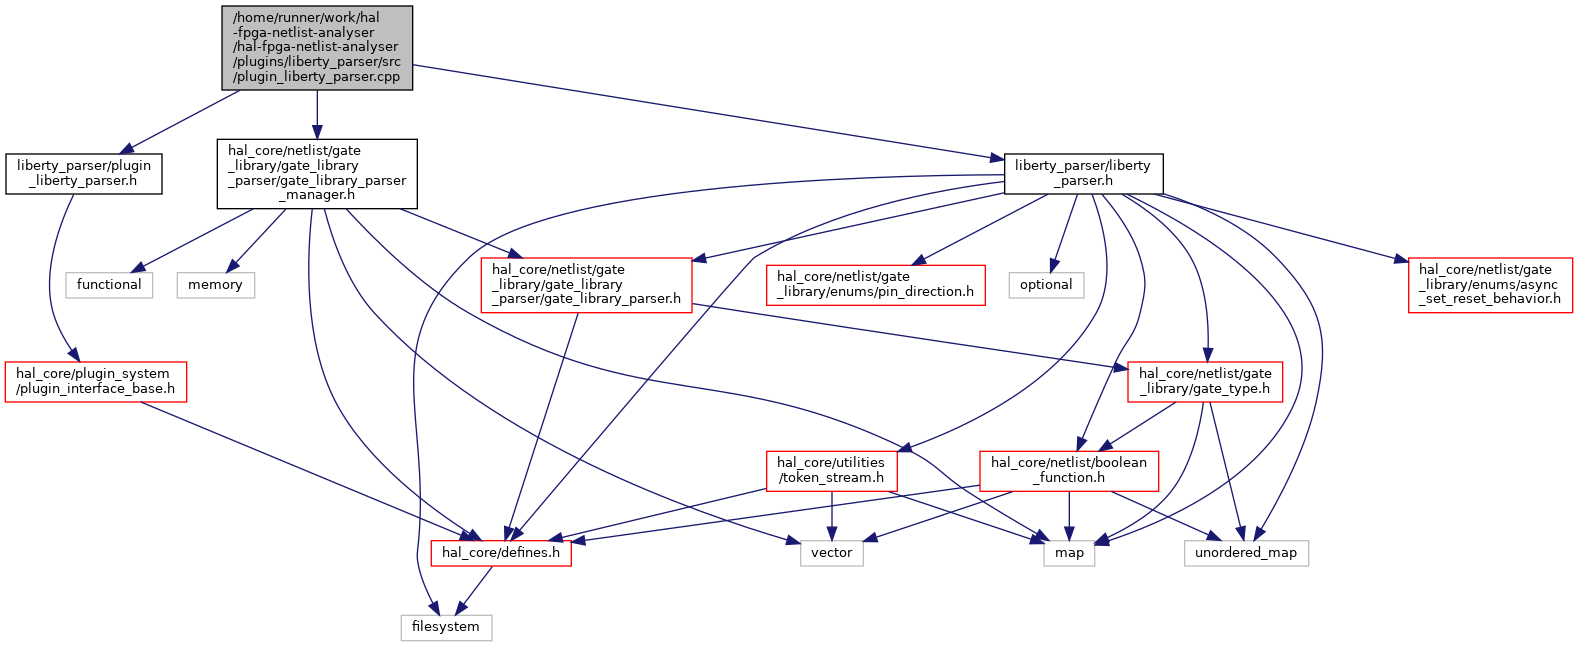 /home/runner/work/hal
-fpga-netlist-analyser
/hal-fpga-netlist-analyser
/plugins/liberty_parser/src
/plugin_liberty_parser.cpp
liberty_parser/plugin
_liberty_parser.h
hal_core/netlist/gate
_library/gate_library
_parser/gate_library_parser
_manager.h
liberty_parser/liberty
_parser.h
functional
memory
hal_core/netlist/gate
_library/gate_library
_parser/gate_library_parser.h
hal_core/netlist/gate
_library/enums/pin_direction.h
optional
hal_core/netlist/gate
_library/enums/async
_set_reset_behavior.h
hal_core/plugin_system
/plugin_interface_base.h
hal_core/netlist/gate
_library/gate_type.h
hal_core/utilities
/token_stream.h
hal_core/netlist/boolean
_function.h
hal_core/defines.h
vector
map
unordered_map
filesystem